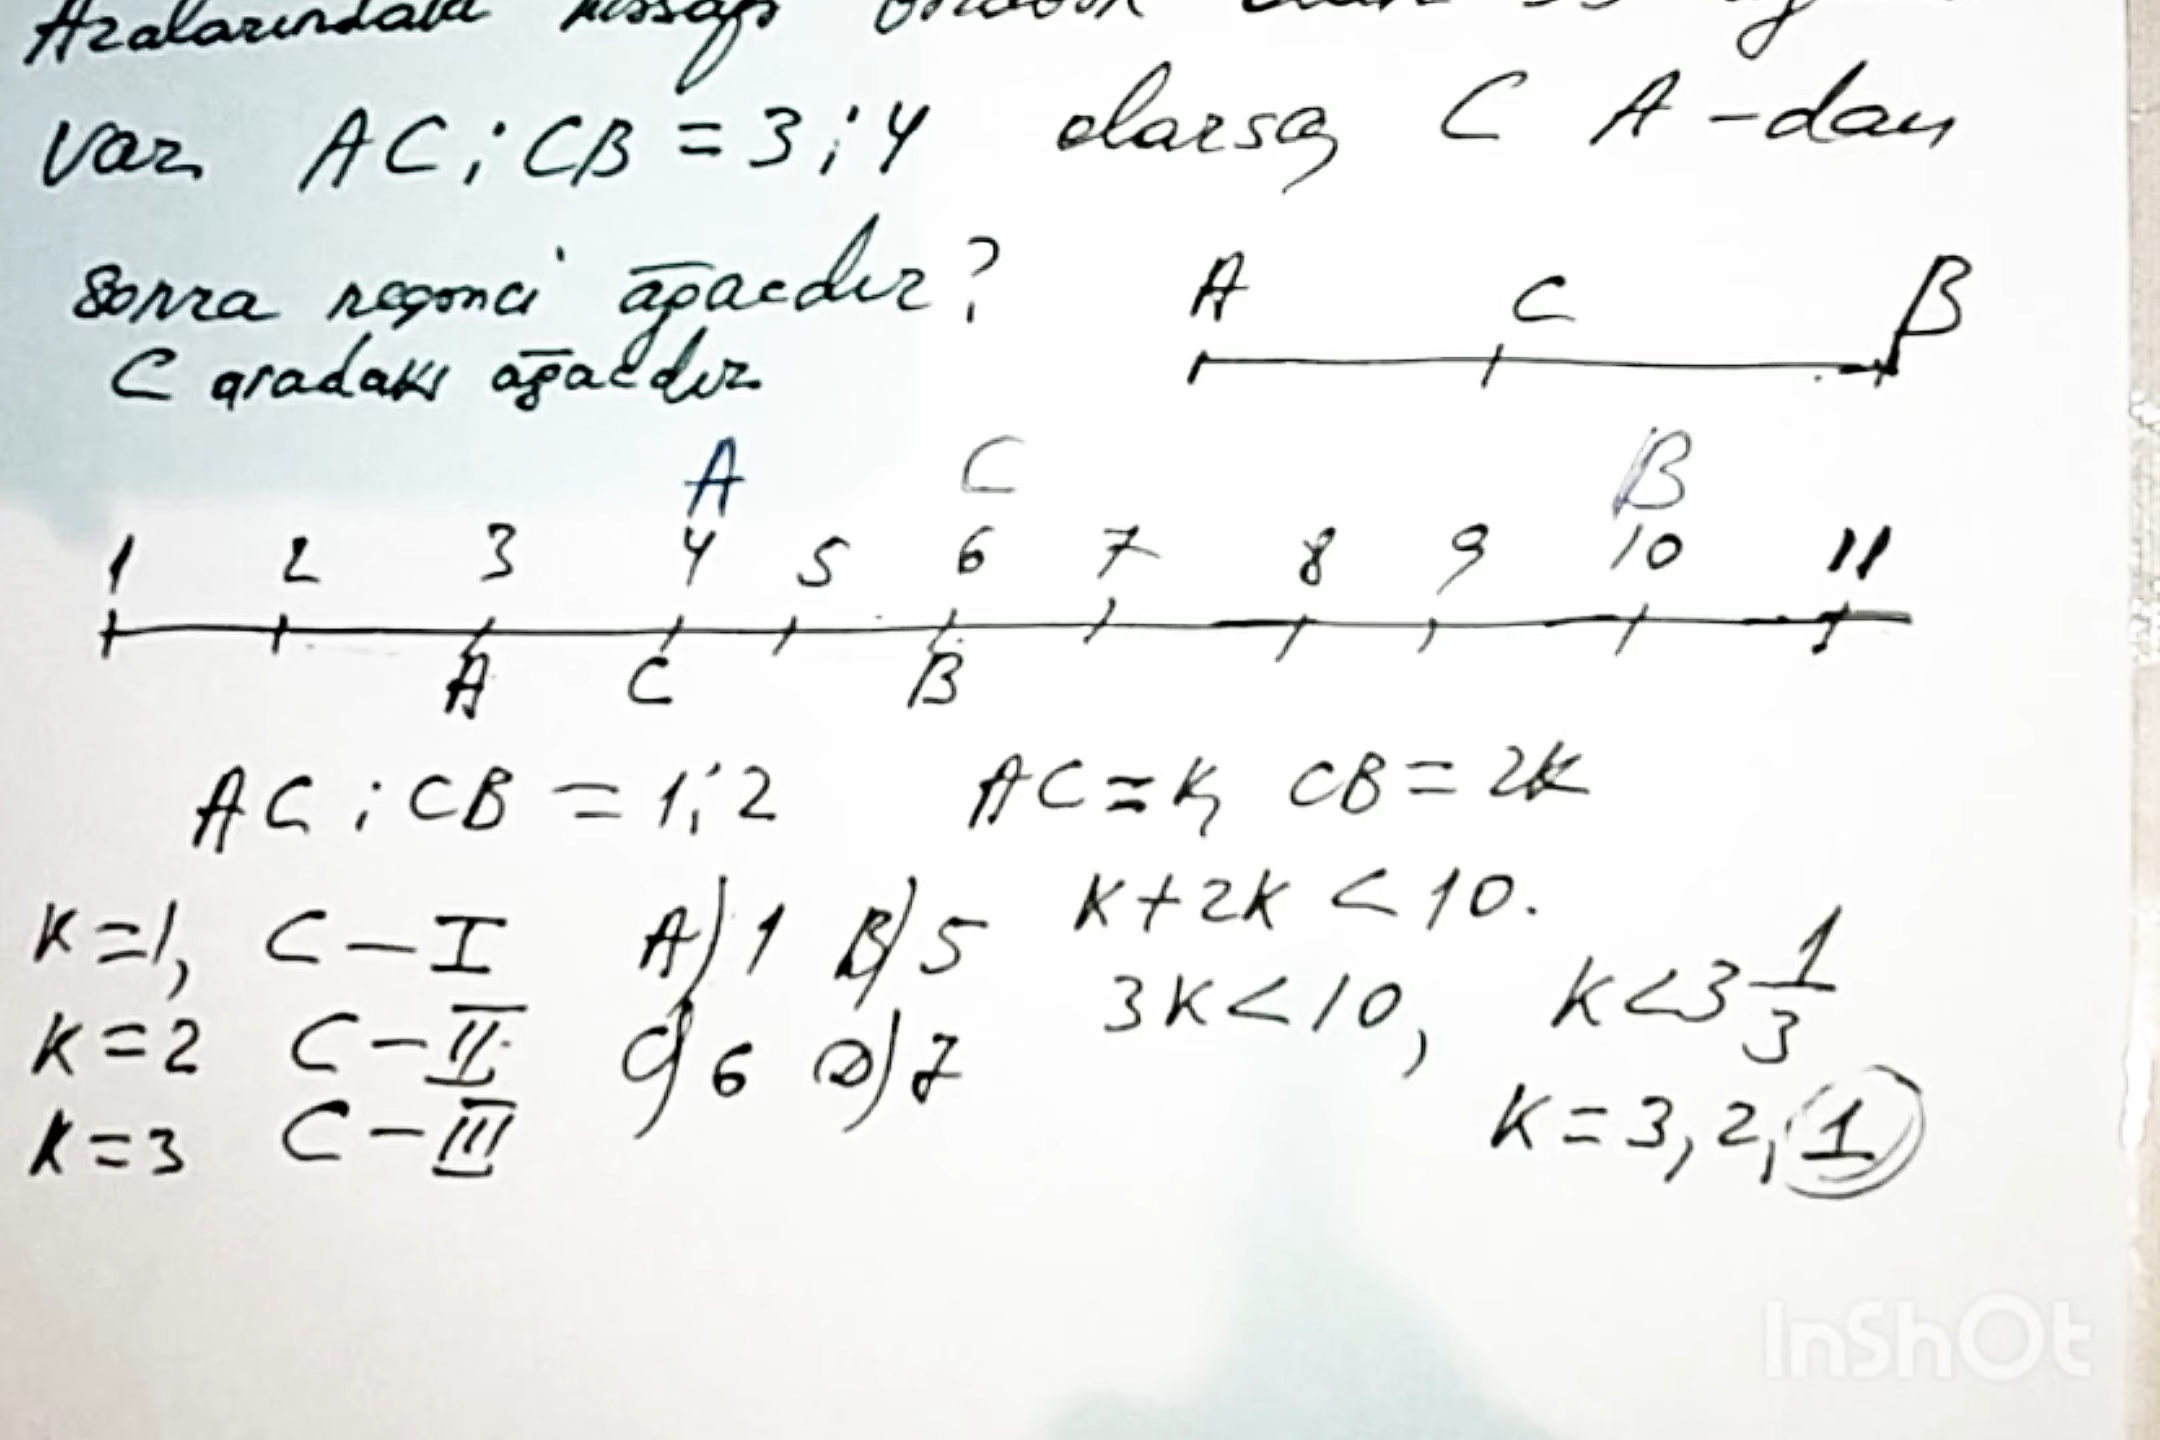 Aralarındakı məsafə
var AC:CB=3:4 olarsa, C A-dan
sonra neçənci ağacdır?
C aradakı ağacdır
A C B
A C B
1 2 3 4 5 6 7 8 9 10 11
A C B
AC:CB=1:2 AC=k, CB=2k
k+2k<10.
k=1, C-I A) 1 B) 5
3k<10, k<3 1/3
k=2 C-II C) 6 D) 7
k=3 C-III k=3,2,1
InShOt